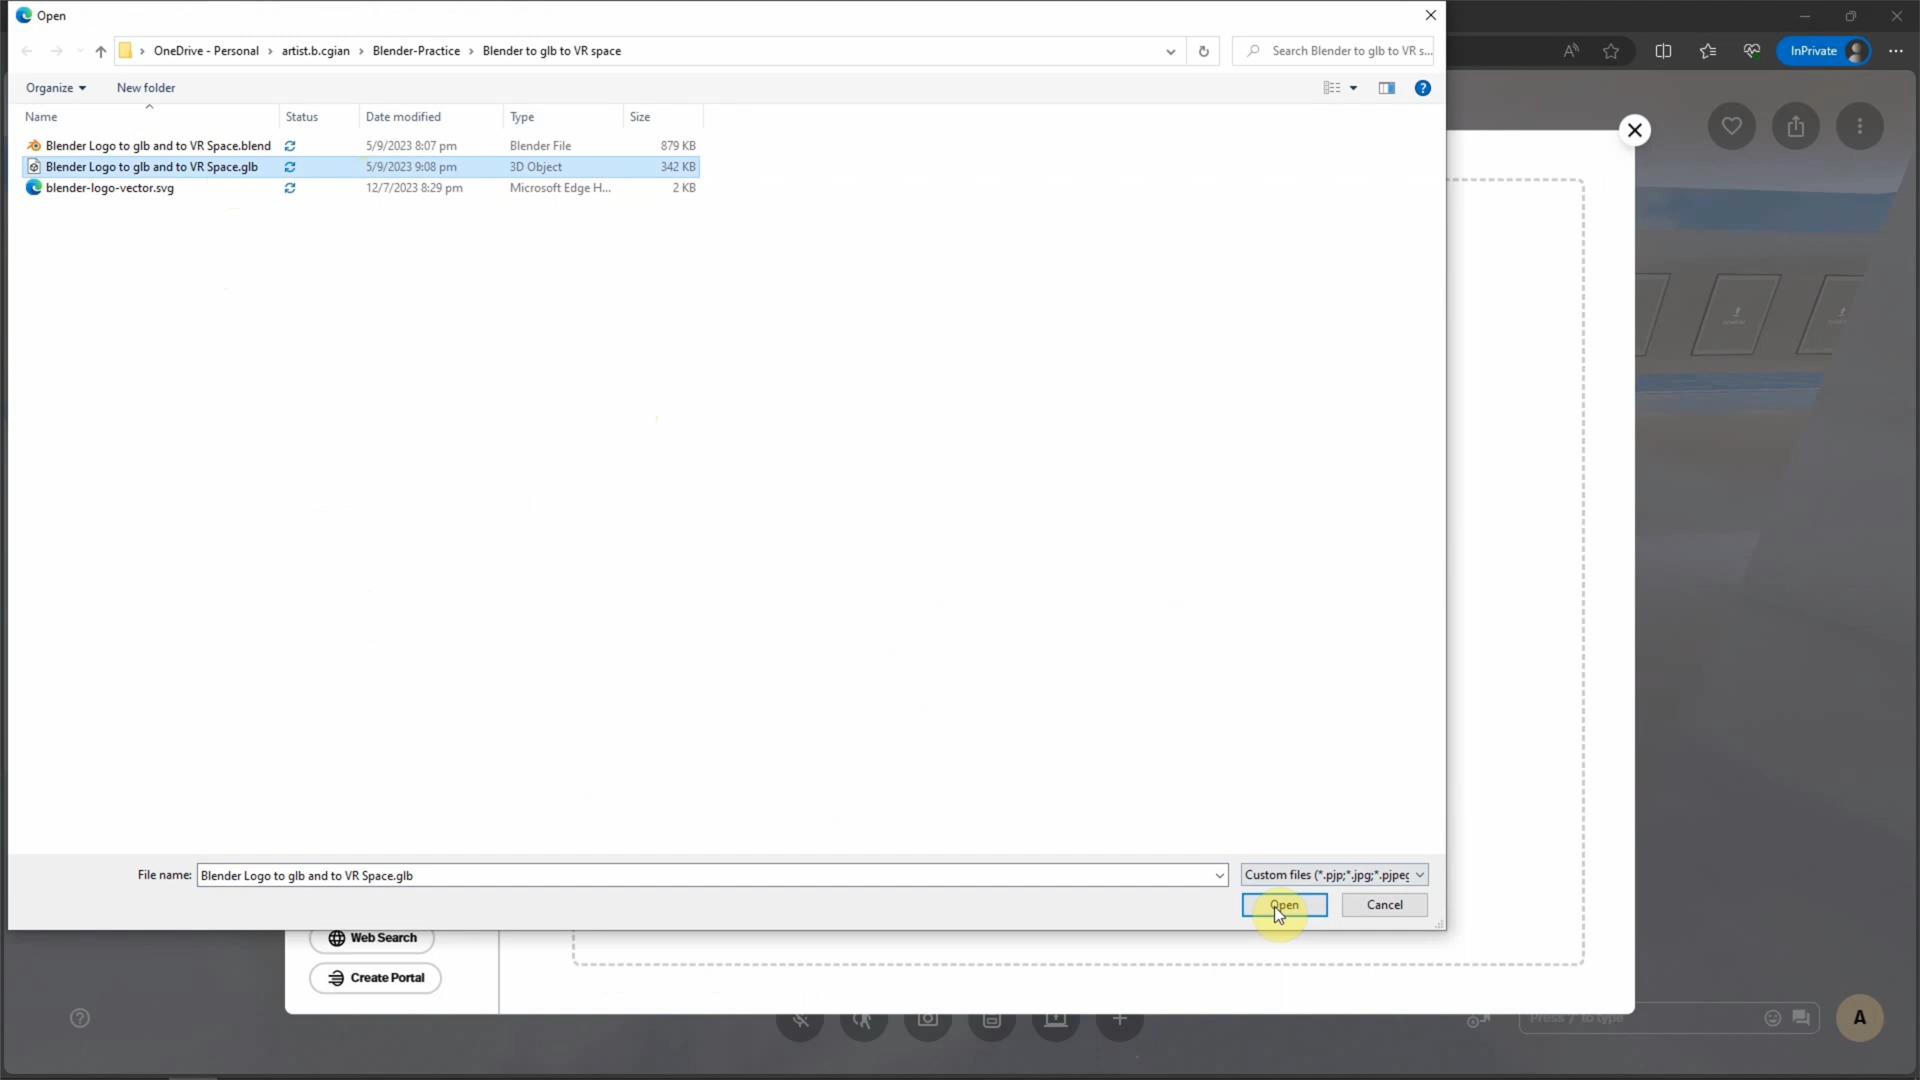 Open
OneDrive - Personal > artist.b.cgian > Blender-Practice > Blender to glb to VR space
Search Blender to glb to VR s...
InPrivate
Organize
New folder
Name Status Date modified Type Size
Blender Logo to glb and to VR Space.blend 5/9/2023 8:07 pm Blender File 879 KB
Blender Logo to glb and to VR Space.glb 5/9/2023 9:08 pm 3D Object 342 KB
blender-logo-vector.svg 12/7/2023 8:29 pm Microsoft Edge H... 2 KB
File name: Blender Logo to glb and to VR Space.glb
Custom files (*.pjp;*.jpg;*.pjpeg
Open
Cancel
Web Search
Create Portal
Press / to type
A